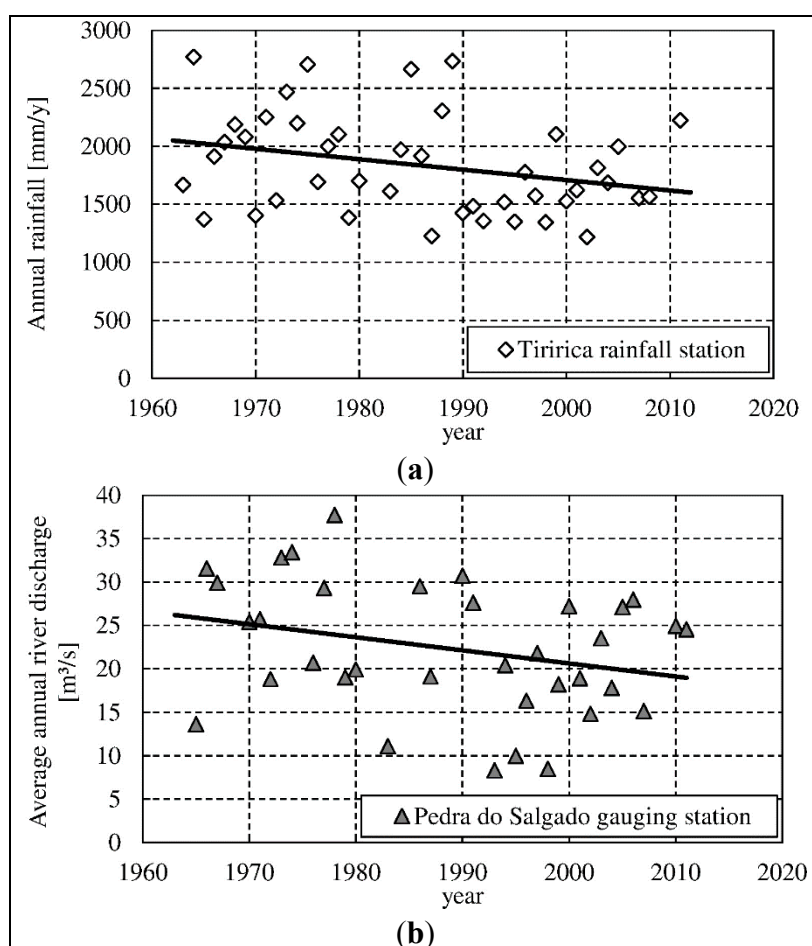 3000
2500
2000
1500
1000
500
0
Annual rainfall [mm/y]
Tiririca rainfall station
1960 1970 1980 1990 2000 2010 2020
year
(a)
40
35
30
25
20
15
10
5
0
Average annual river discharge
[m³/s]
Pedra do Salgado gauging station
1960 1970 1980 1990 2000 2010 2020
year
(b)